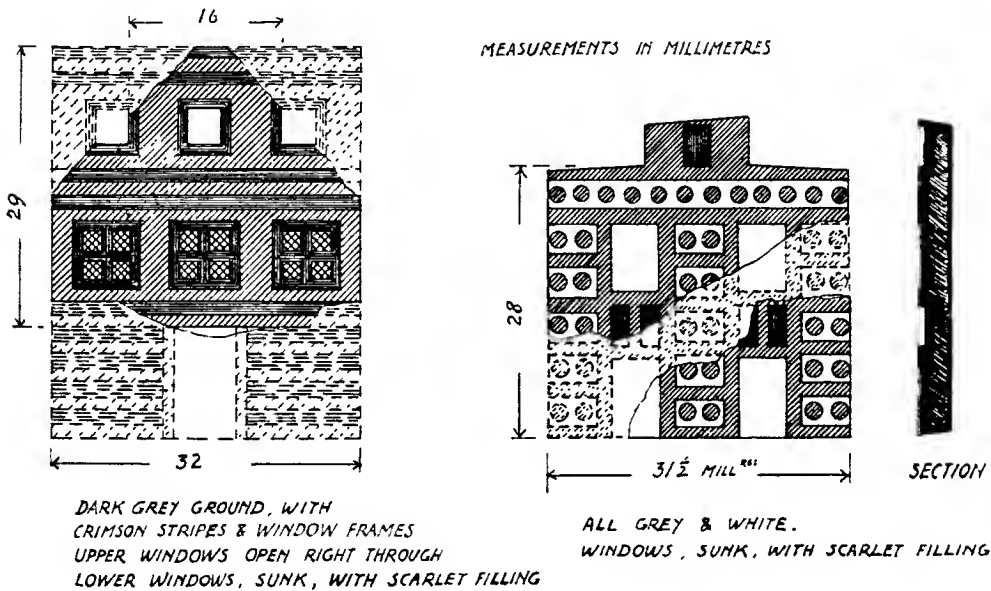 16
MEASUREMENTS IN MILLIMETRES
29
28
32
31½ MILLRES
SECTION
DARK GREY GROUND, WITH
CRIMSON STRIPES & WINDOW FRAMES
UPPER WINDOWS OPEN RIGHT THROUGH
LOWER WINDOWS, SUNK, WITH SCARLET FILLING
ALL GREY & WHITE.
WINDOWS, SUNK, WITH SCARLET FILLING